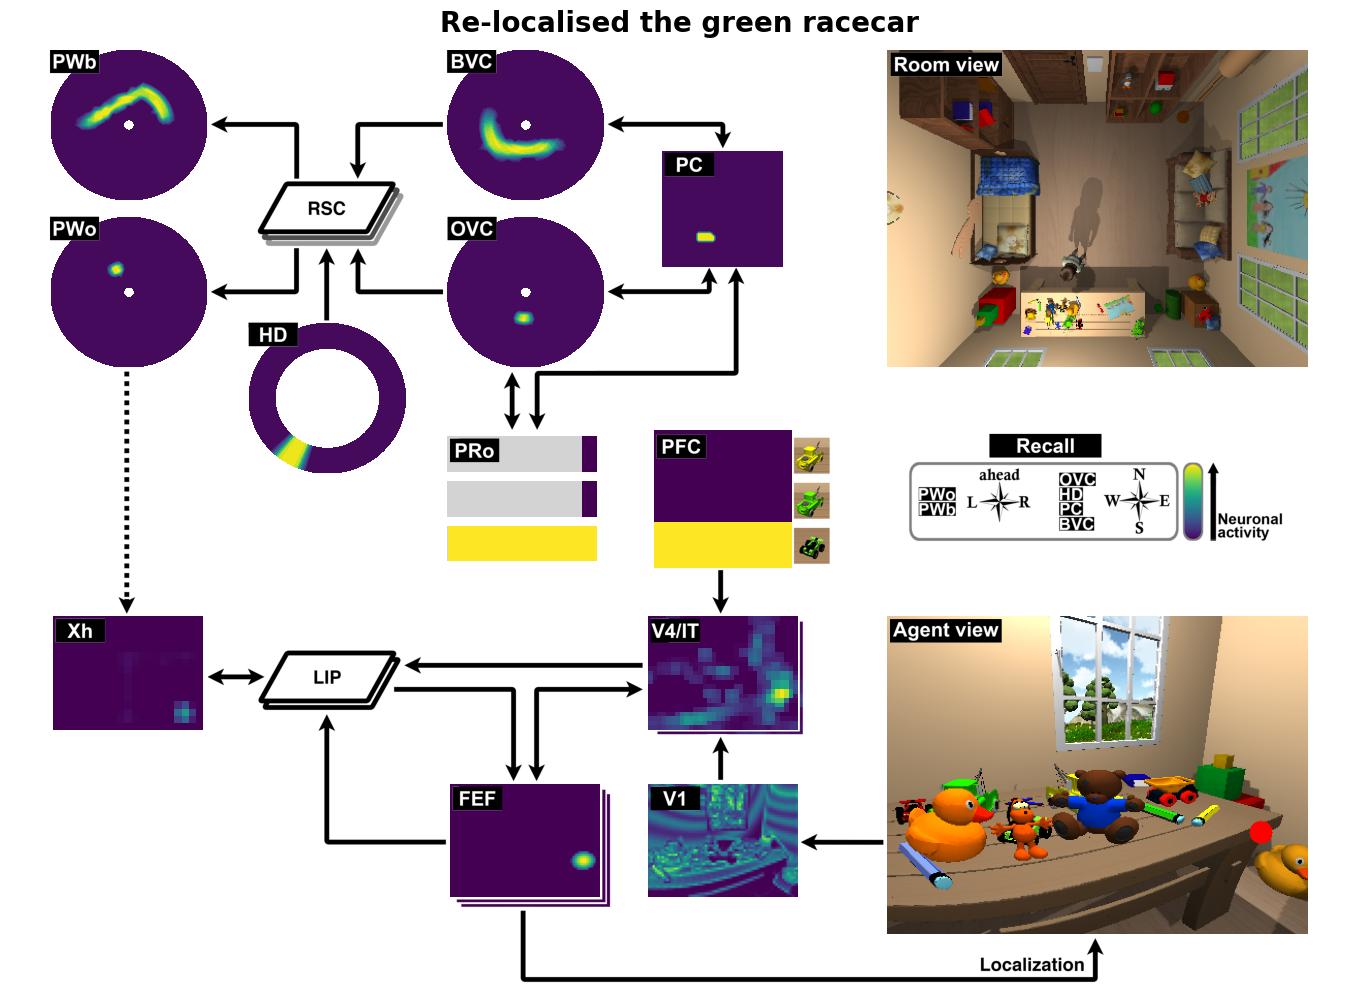 Re-localised the green racecar
PWb
BVC
Room view
PC
RSC
PWo
OVC
HD
PRo
PFC
Recall
ahead
L
R
PWo
PWb
OVC
HD
PC
BVC
N
W
E
S
Neuronal
activity
Xh
LIP
V4/IT
Agent view
FEF
V1
Localization